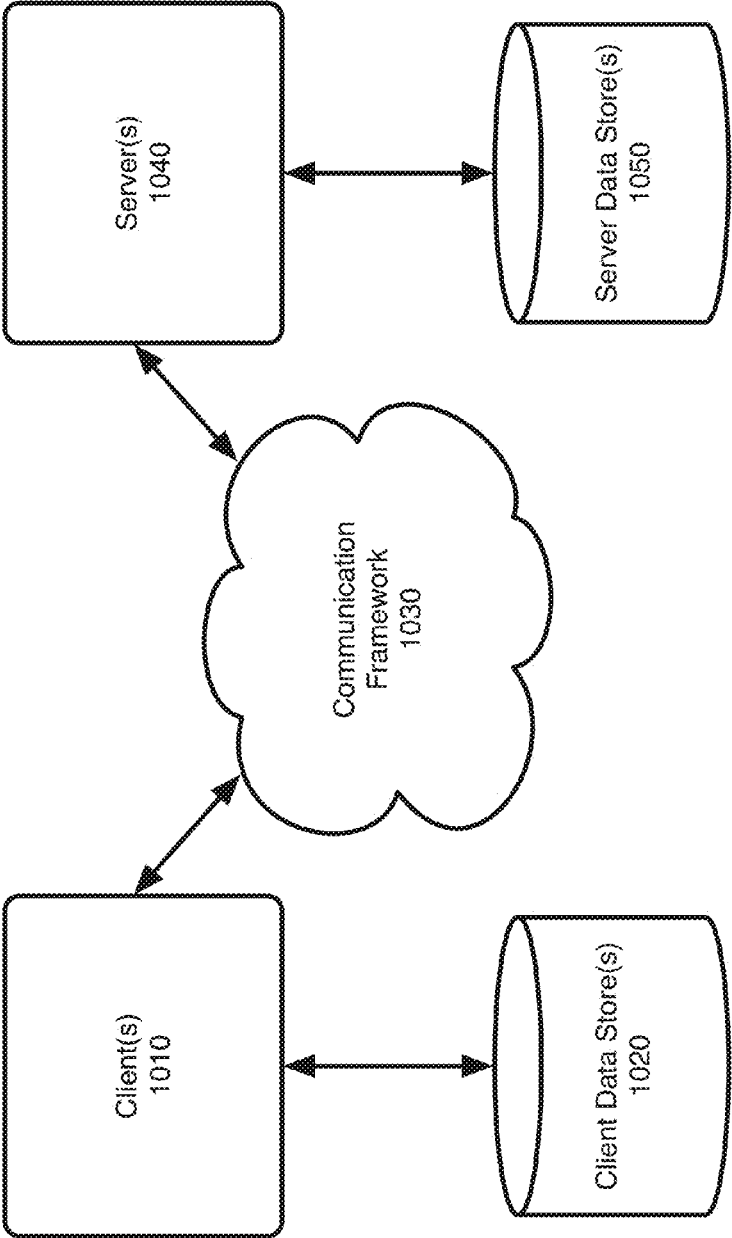 Client(s)
1010
Client Data Store(s)
1020
Communication
Framework
1030
Server(s)
1040
Server Data Store(s)
1050